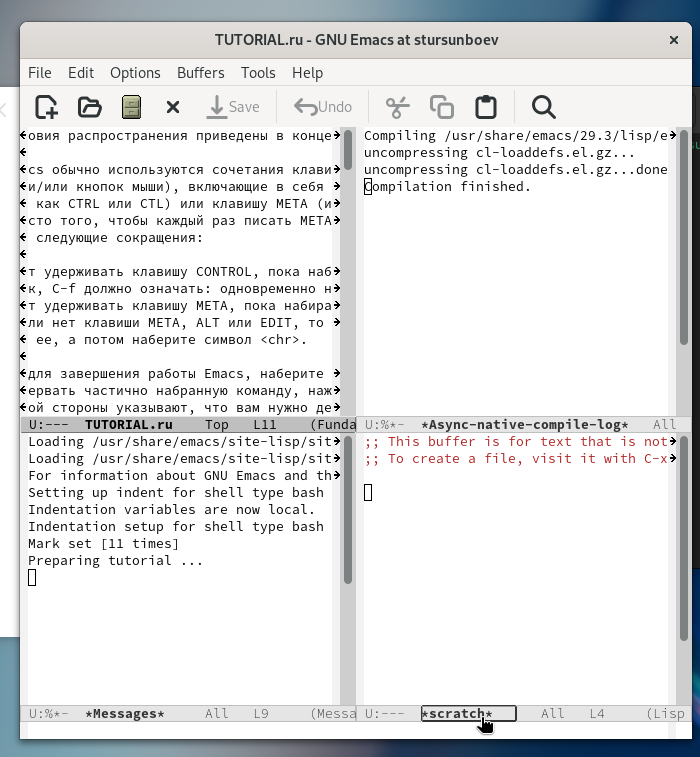 TUTORIAL.ru - GNU Emacs at stursunboev
File Edit Options Buffers Tools Help
Save Undo
овия распространения приведены в конце
cs обычно используются сочетания клави
и/или кнопок мыши), включающие в себя
как CTRL или CTL) или клавишу META (и
сто того, чтобы каждый раз писать META
следующие сокращения:
т удерживать клавишу CONTROL, пока наб
к, C-f должно означать: одновременно н
т удерживать клавишу META, пока набира
ли нет клавиши META, ALT или EDIT, то
ее, а потом наберите символ <chr>.
для завершения работы Emacs, наберите
ервать частично набранную команду, наж
ой стороны указывают, что вам нужно де
U:--- TUTORIAL.ru Top L11 (Funda
Compiling /usr/share/emacs/29.3/lisp/e
uncompressing cl-loaddefs.el.gz...
uncompressing cl-loaddefs.el.gz...done
Compilation finished.
U:%*- *Async-native-compile-log* All
Loading /usr/share/emacs/site-lisp/sit
Loading /usr/share/emacs/site-lisp/sit
For information about GNU Emacs and th
Setting up indent for shell type bash
Indentation variables are now local.
Indentation setup for shell type bash
Mark set [11 times]
Preparing tutorial ...
U:%*- *Messages* All L9 (Messa
;; This buffer is for text that is not
;; To create a file, visit it with C-x
U:--- *scratch* All L4 (Lisp